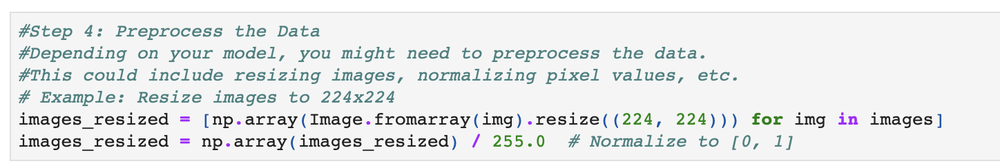 #Step 4: Preprocess the Data
#Depending on your model, you might need to preprocess the data.
#This could include resizing images, normalizing pixel values, etc.
# Example: Resize images to 224x224
images_resized = [np.array(Image.fromarray(img).resize((224, 224))) for img in images]
images_resized = np.array(images_resized) / 255.0  # Normalize to [0, 1]